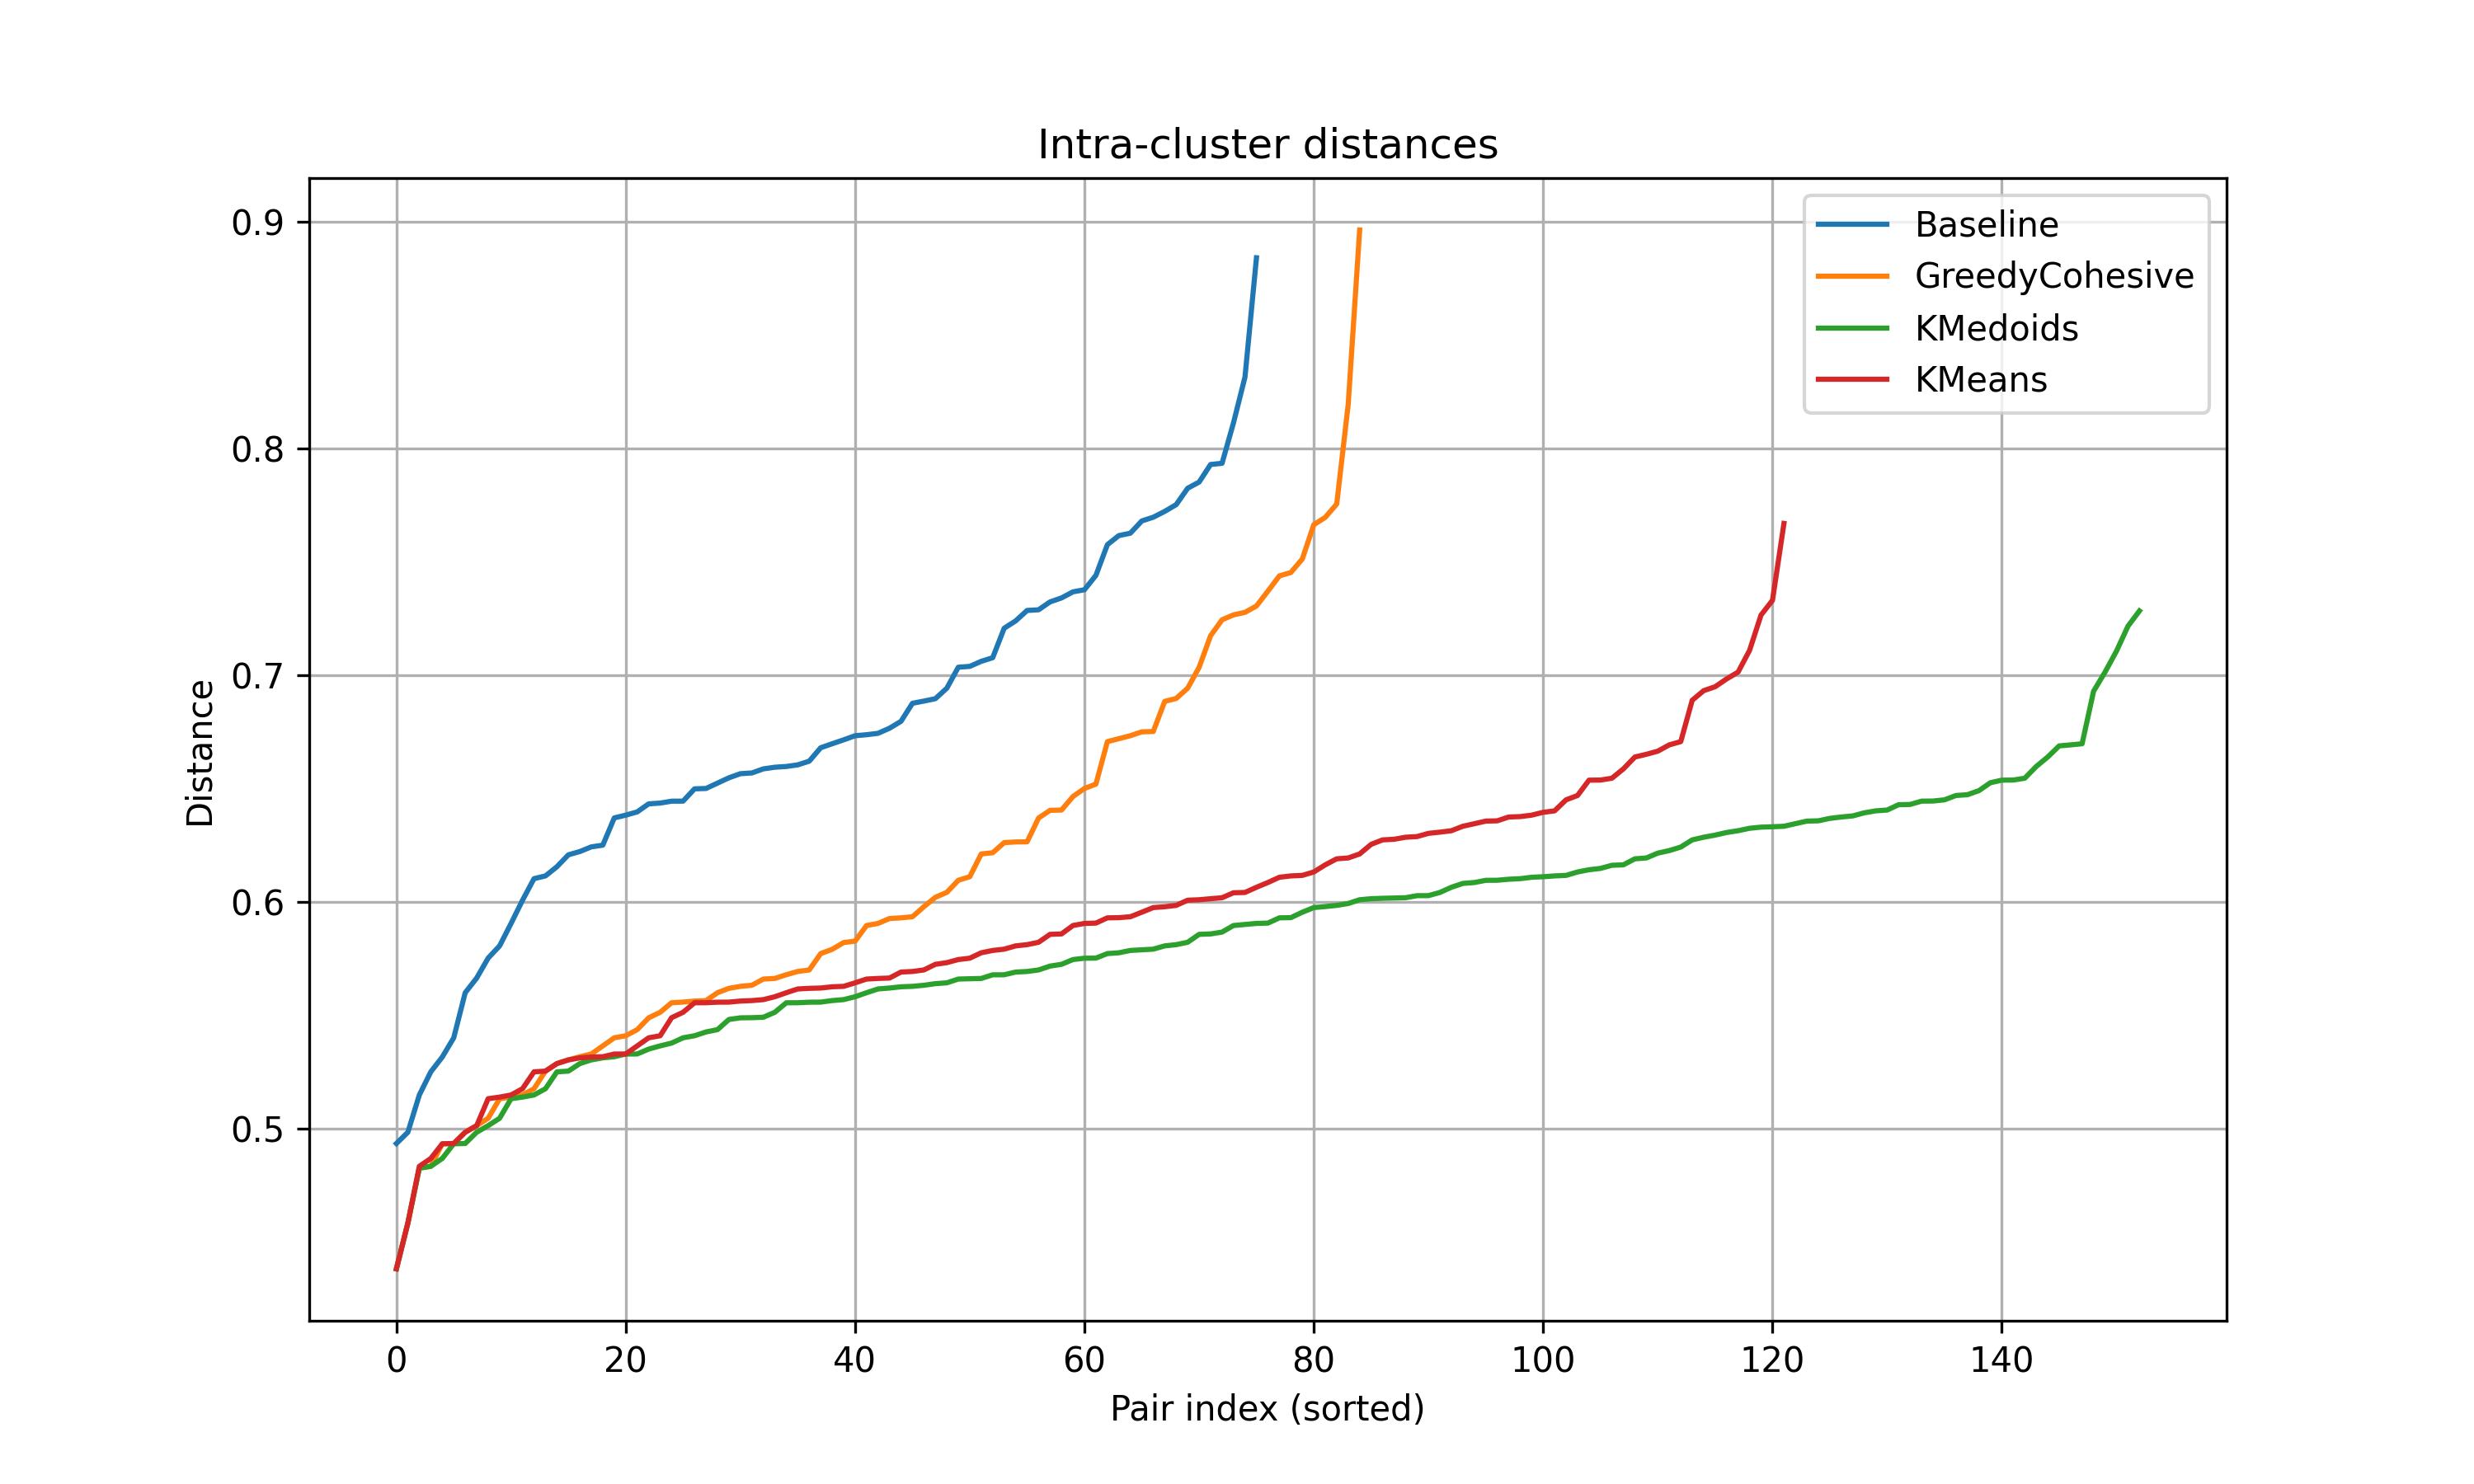 Intra-cluster distances
0.9
0.8
0.7
0.6
0.5
Distance
Baseline
GreedyCohesive
KMedoids
KMeans
0 20 40 60 80 100 120 140
Pair index (sorted)